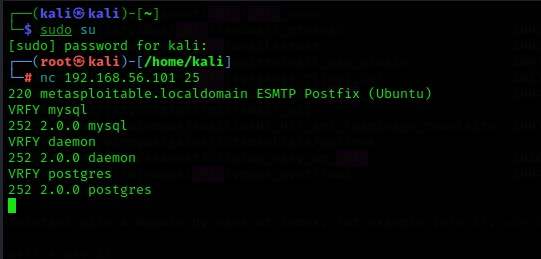 ┌──(kali㉿kali)-[~]
└─$ sudo su
[sudo] password for kali:
┌──(root㉿kali)-[/home/kali]
└─# nc 192.168.56.101 25
220 metasploitable.localdomain ESMTP Postfix (Ubuntu)
VRFY mysql
252 2.0.0 mysql
VRFY daemon
252 2.0.0 daemon
VRFY postgres
252 2.0.0 postgres